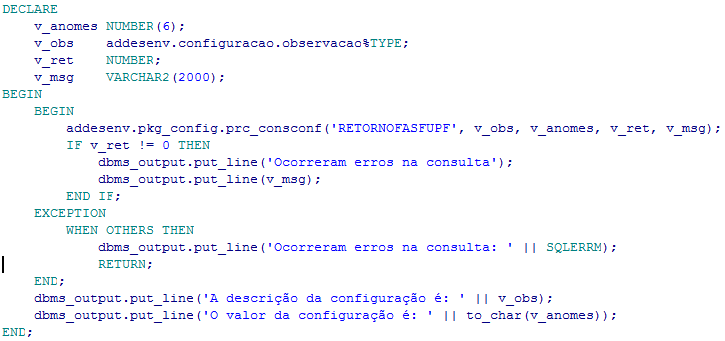 DECLARE
v_anomes NUMBER(6);
v_obs addesenv.configuracao.observacao%TYPE;
v_ret NUMBER;
v_msg VARCHAR2(2000);
BEGIN
BEGIN
addesenv.pkg_config.prc_consconf('RETORNOFASFUPF', v_obs, v_anomes, v_ret, v_msg);
IF v_ret != 0 THEN
dbms_output.put_line('Ocorreram erros na consulta');
dbms_output.put_line(v_msg);
END IF;
EXCEPTION
WHEN OTHERS THEN
dbms_output.put_line('Ocorreram erros na consulta: ' || SQLERRM);
RETURN;
END;
dbms_output.put_line('A descrição da configuração é: ' || v_obs);
dbms_output.put_line('O valor da configuração é: ' || to_char(v_anomes));
END;